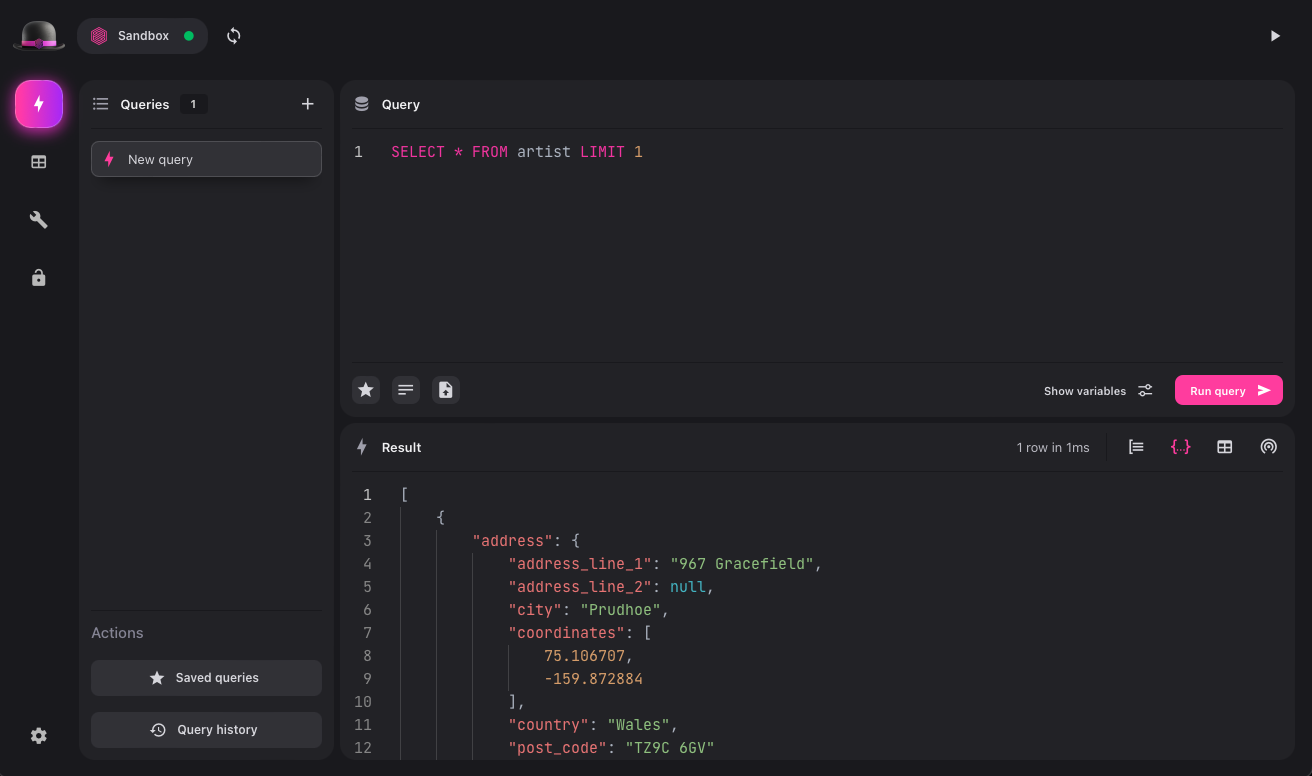 Sandbox
Queries 1
New query
Actions
Saved queries
Query history
Query
1 SELECT * FROM artist LIMIT 1
Show variables
Run query
Result
1 row in 1ms
1 [
2 {
3 "address": {
4 "address_line_1": "967 Gracefield",
5 "address_line_2": null,
6 "city": "Prudhoe",
7 "coordinates": [
8 75.106707,
9 -159.872884
10 ],
11 "country": "Wales",
12 "post_code": "TZ9C 6GV"